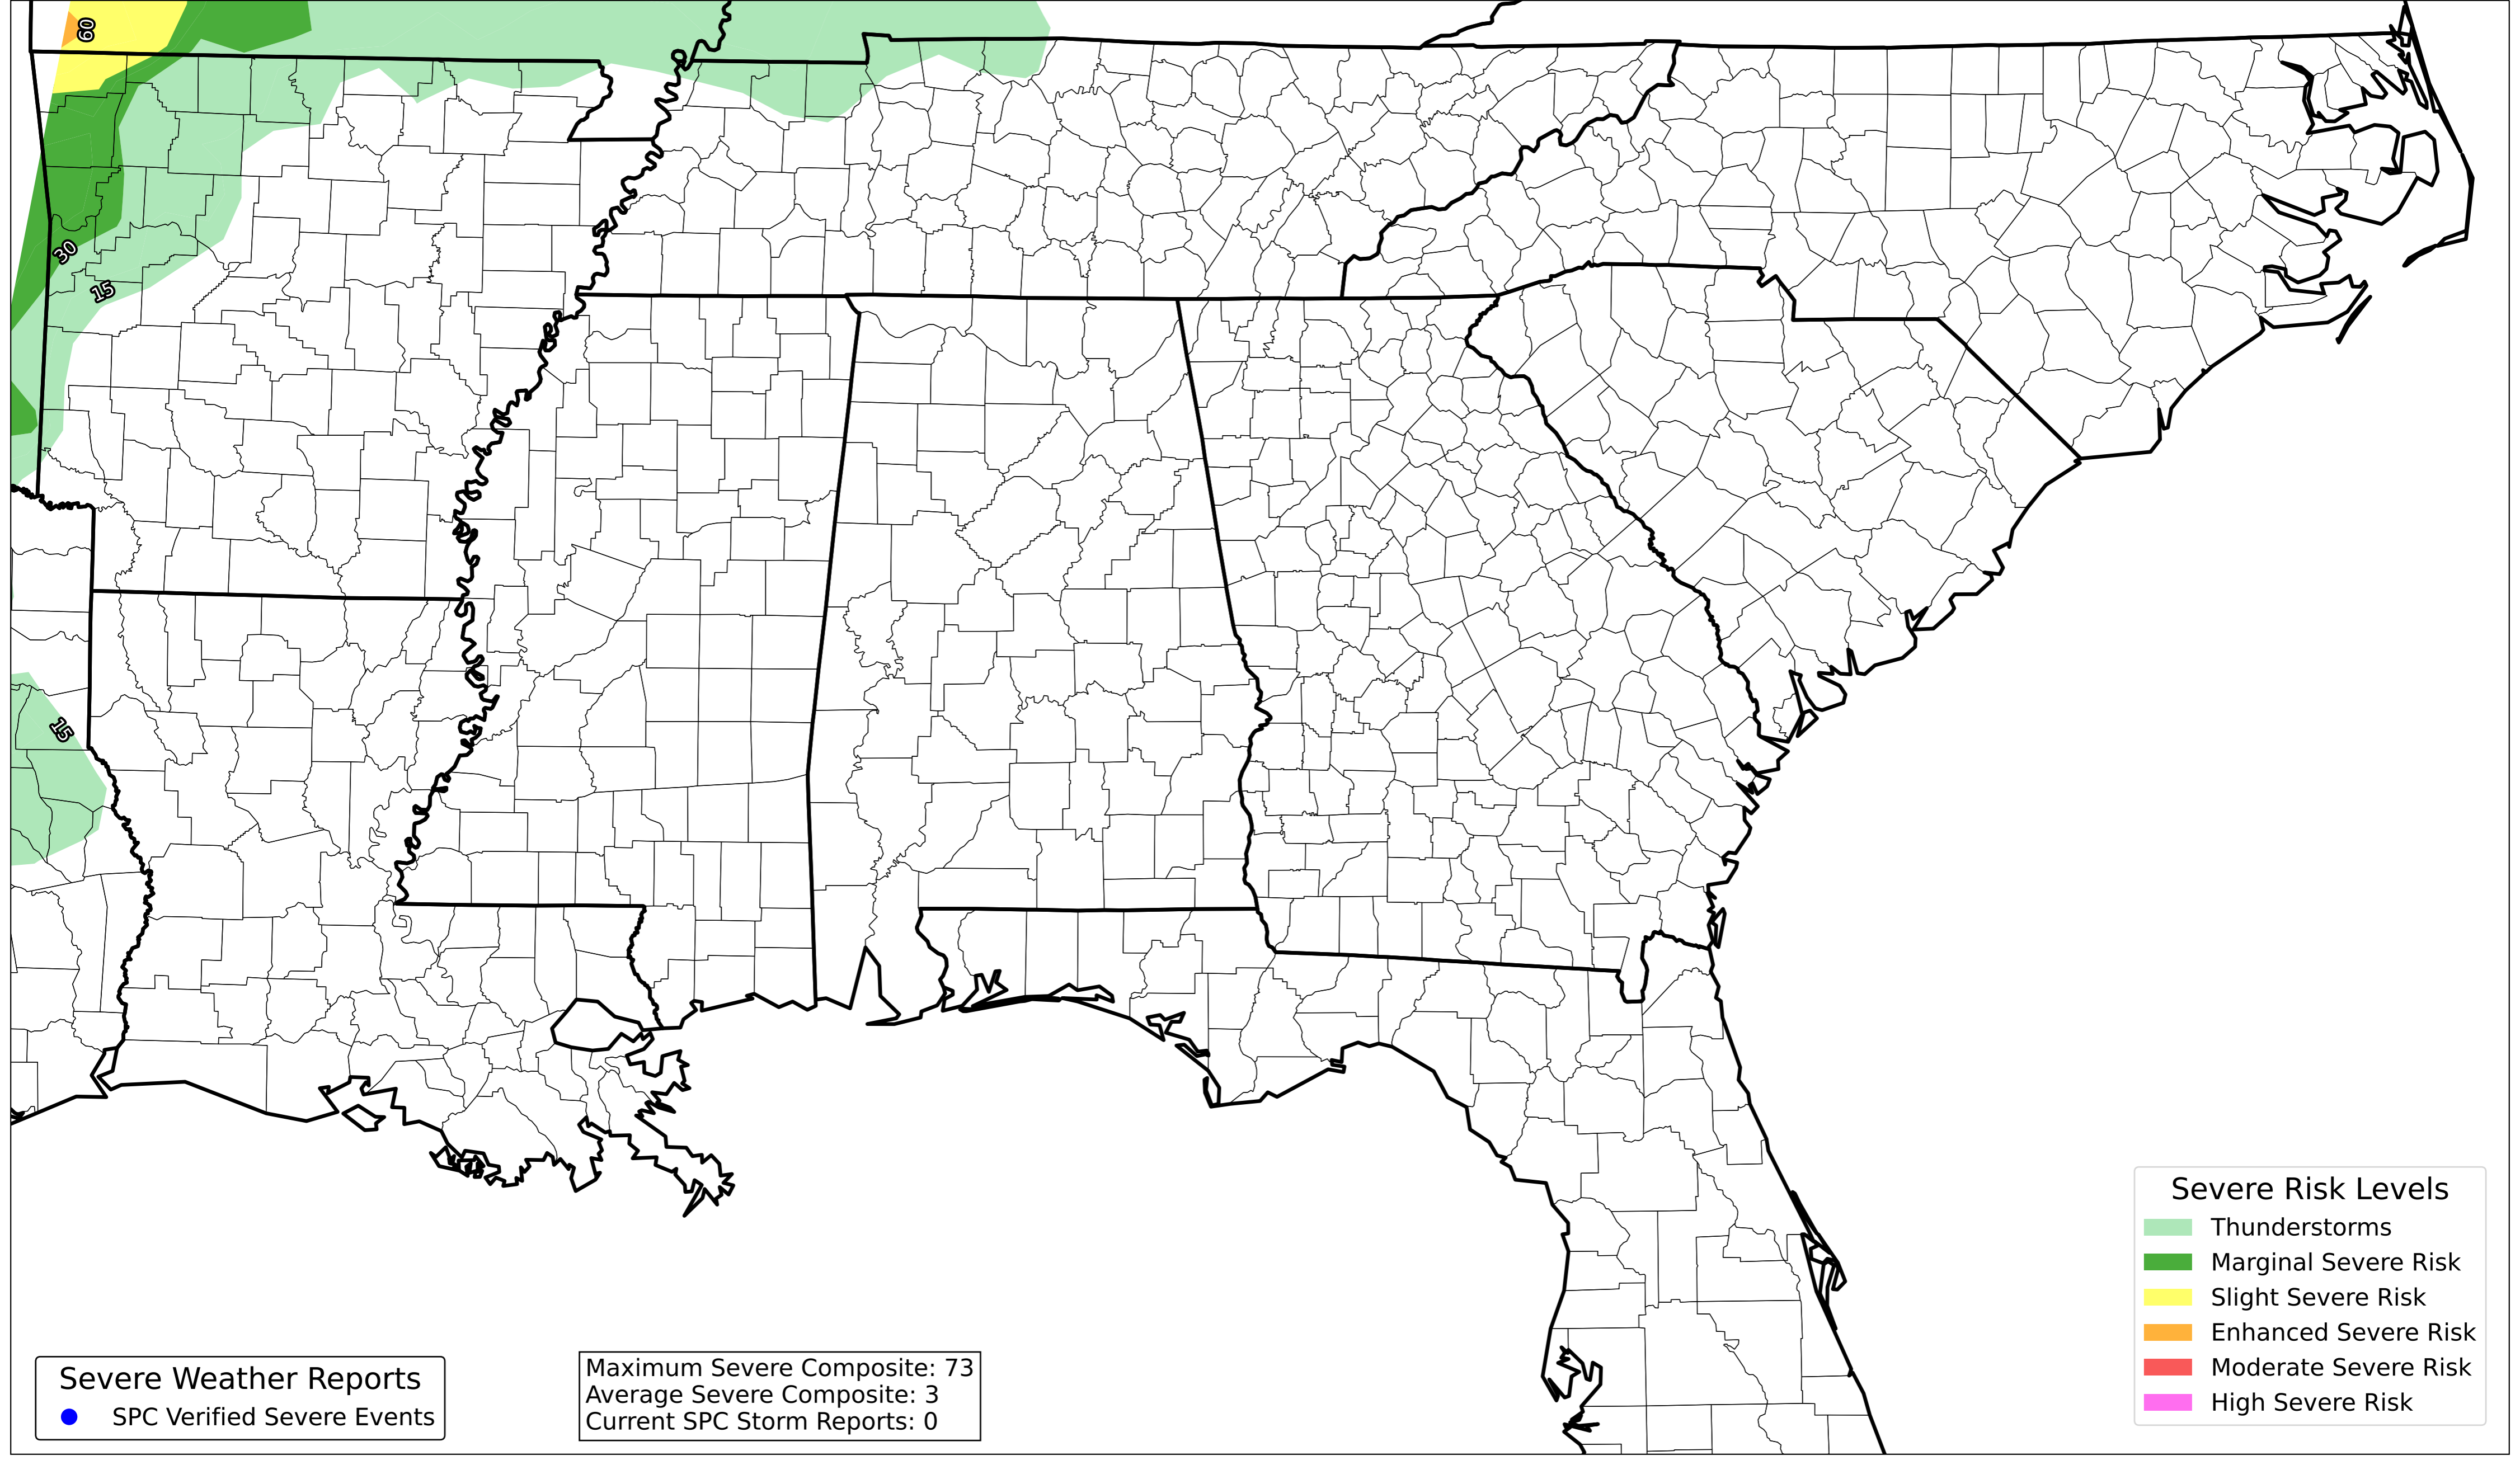 60
30
15
15
Severe Risk Levels
Thunderstorms
Marginal Severe Risk
Slight Severe Risk
Enhanced Severe Risk
Moderate Severe Risk
High Severe Risk
Severe Weather Reports
SPC Verified Severe Events
Maximum Severe Composite: 73
Average Severe Composite: 3
Current SPC Storm Reports: 0